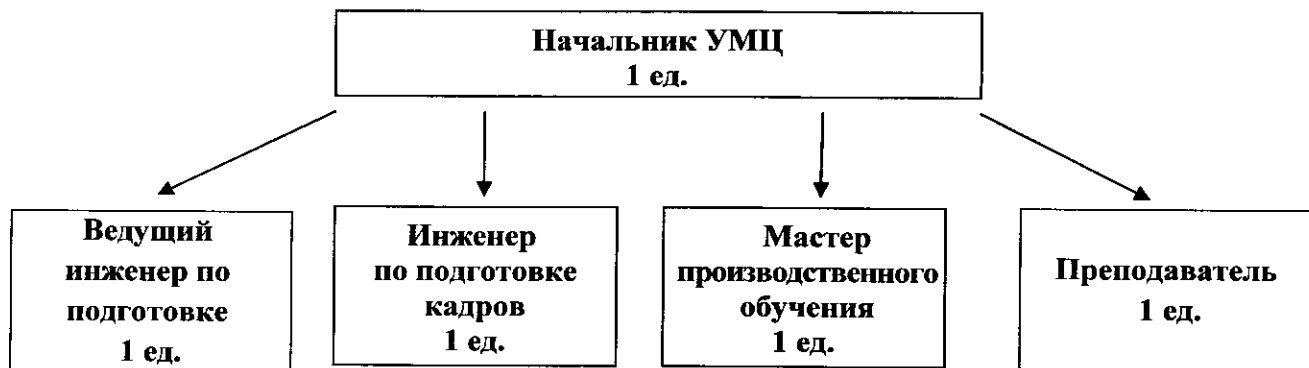 Начальник УМЦ
1 ед.
Ведущий
инженер по
подготовке
1 ед.
Инженер
по подготовке
кадров
1 ед.
Мастер
производственного
обучения
1 ед.
Преподаватель
1 ед.